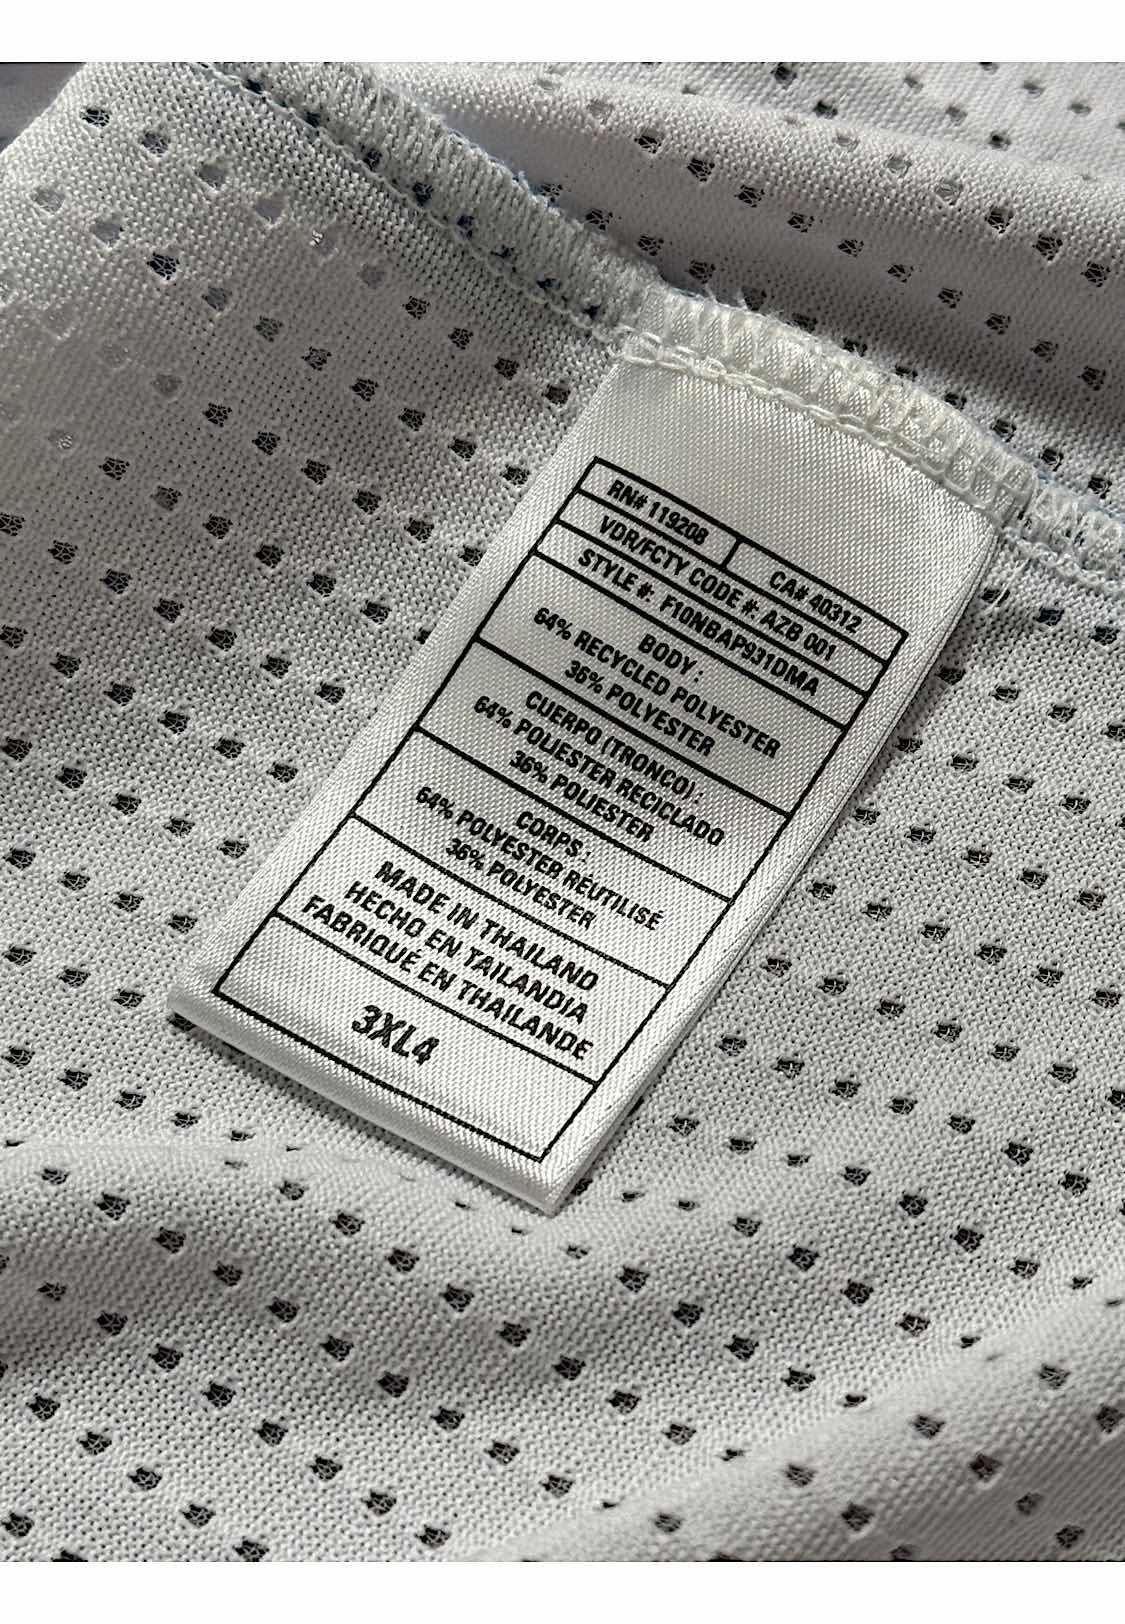 RN# 119208 CA# 40312
VDR/FCTY CODE #: AZB 001
STYLE #: F10NBAP931DMA
BODY :
64% RECYCLED POLYESTER
36% POLYESTER
CUERPO (TRONCO) :
64% POLIESTER RECICLADO
36% POLIESTER
CORPS :
64% POLYESTER RÉUTILISÉ
36% POLYESTER
MADE IN THAILAND
HECHO EN TAILANDIA
FABRIQUÉ EN THAILANDE
3XL4